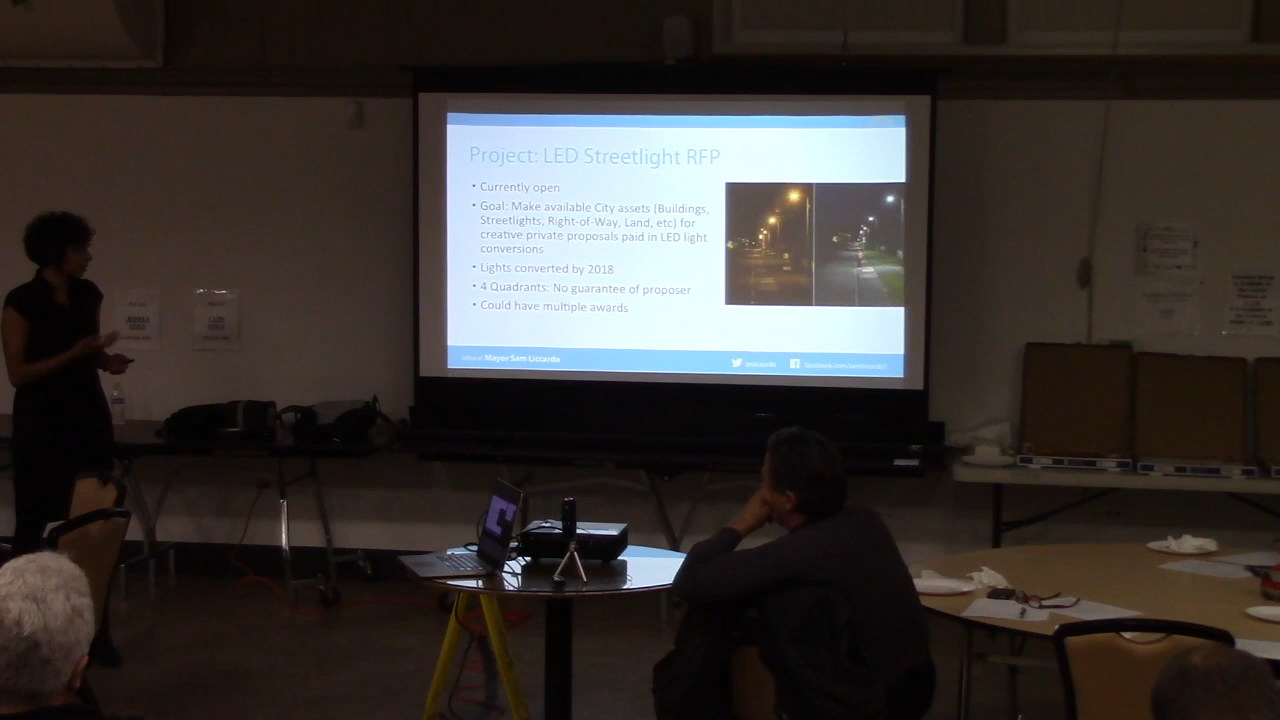 Project: LED Streetlight RFP
• Currently open
• Goal: Make available City assets (Buildings,
Streetlights, Right-of-Way, Land, etc) for
creative private proposals paid in LED light
conversions
• Lights converted by 2018
• 4 Quadrants: No guarantee of proposer
• Could have multiple awards
Office of Mayor Sam Liccardo